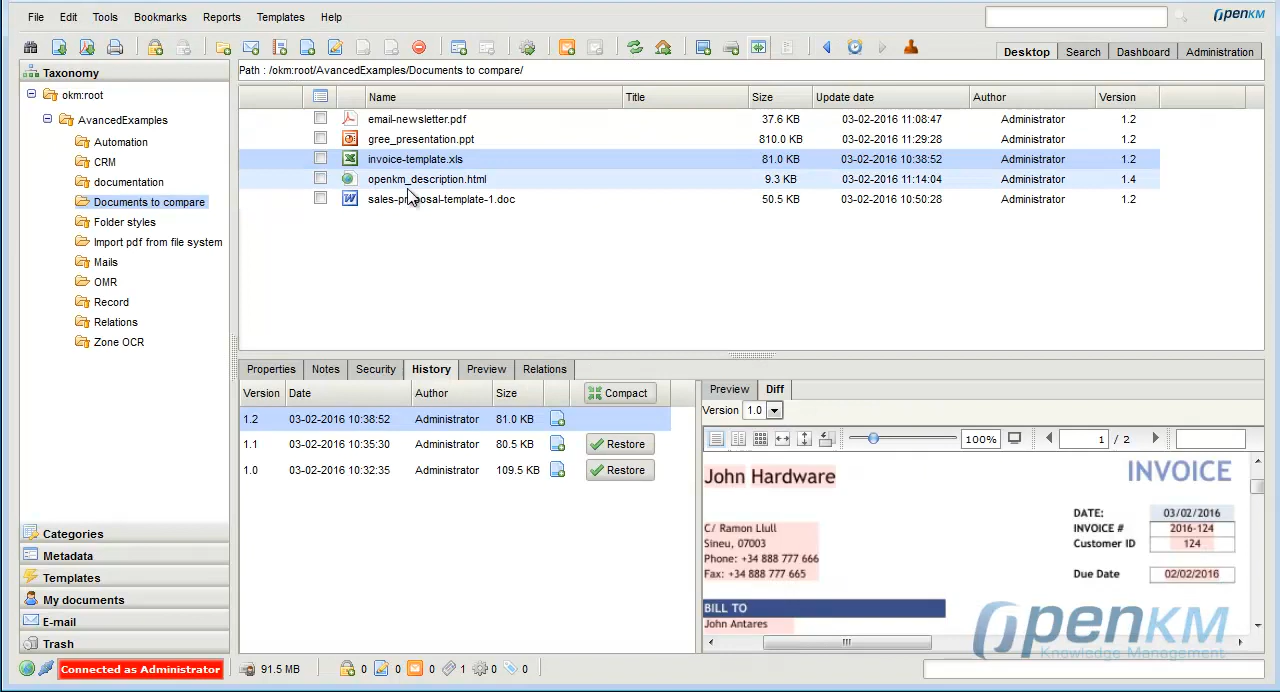 File Edit Tools Bookmarks Reports Templates Help
OpenKM
Desktop Search Dashboard Administration
Taxonomy
Path : /okm:root/AvancedExamples/Documents to compare/
okm:root
AvancedExamples
Automation
CRM
documentation
Documents to compare
Folder styles
Import pdf from file system
Mails
OMR
Record
Relations
Zone OCR
Name Title Size Update date Author Version
email-newsletter.pdf 37.6 KB 03-02-2016 11:08:47 Administrator 1.2
gree_presentation.ppt 810.0 KB 03-02-2016 11:29:28 Administrator 1.2
invoice-template.xls 81.0 KB 03-02-2016 10:38:52 Administrator 1.2
openkm_description.html 9.3 KB 03-02-2016 11:14:04 Administrator 1.4
sales-proposal-template-1.doc 50.5 KB 03-02-2016 10:50:28 Administrator 1.2
Properties Notes Security History Preview Relations
Version Date Author Size Compact
1.2 03-02-2016 10:38:52 Administrator 81.0 KB
1.1 03-02-2016 10:35:30 Administrator 80.5 KB Restore
1.0 03-02-2016 10:32:35 Administrator 109.5 KB Restore
Preview Diff
Version 1.0
100% 1 / 2
John Hardware INVOICE
DATE: 03/02/2016
C/ Ramon Llull INVOICE # 2016-124
Sineu, 07003 Customer ID 124
Phone: +34 888 777 666
Fax: +34 888 777 665 Due Date 02/02/2016
BILL TO
John Antares
OpenKM
Knowledge Management
Categories
Metadata
Templates
My documents
E-mail
Trash
Connected as Administrator 91.5 MB 0 0 0 1 0 0